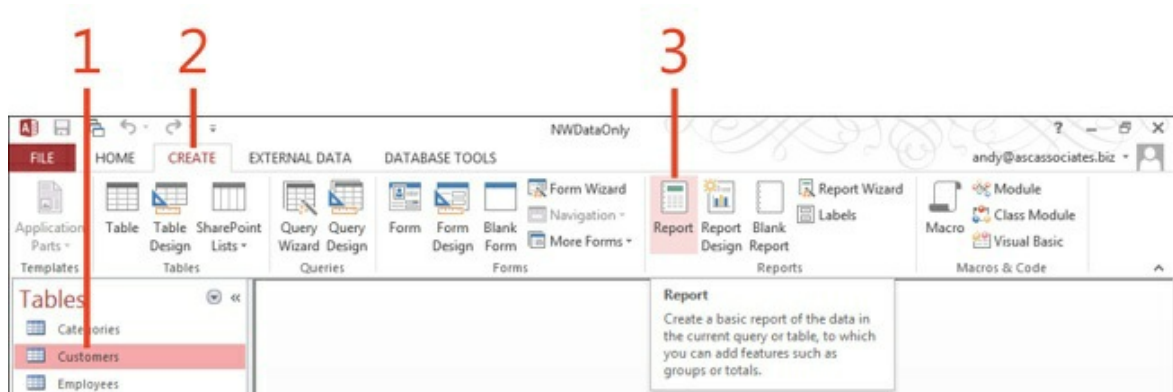 1 2 3
NWDataOnly
?
FILE HOME CREATE EXTERNAL DATA DATABASE TOOLS andy@ascassociates.biz
Application Parts
Table
Table Design
SharePoint Lists
Query Wizard
Query Design
Form
Form Design
Blank Form
Form Wizard
Navigation
More Forms
Report
Report Design
Blank Report
Report Wizard
Labels
Macro
Module
Class Module
Visual Basic
Templates Tables Queries Forms Reports Macros & Code
Tables
Categories
Customers
Employees
Report
Create a basic report of the data in
the current query or table, to which
you can add features such as
groups or totals.